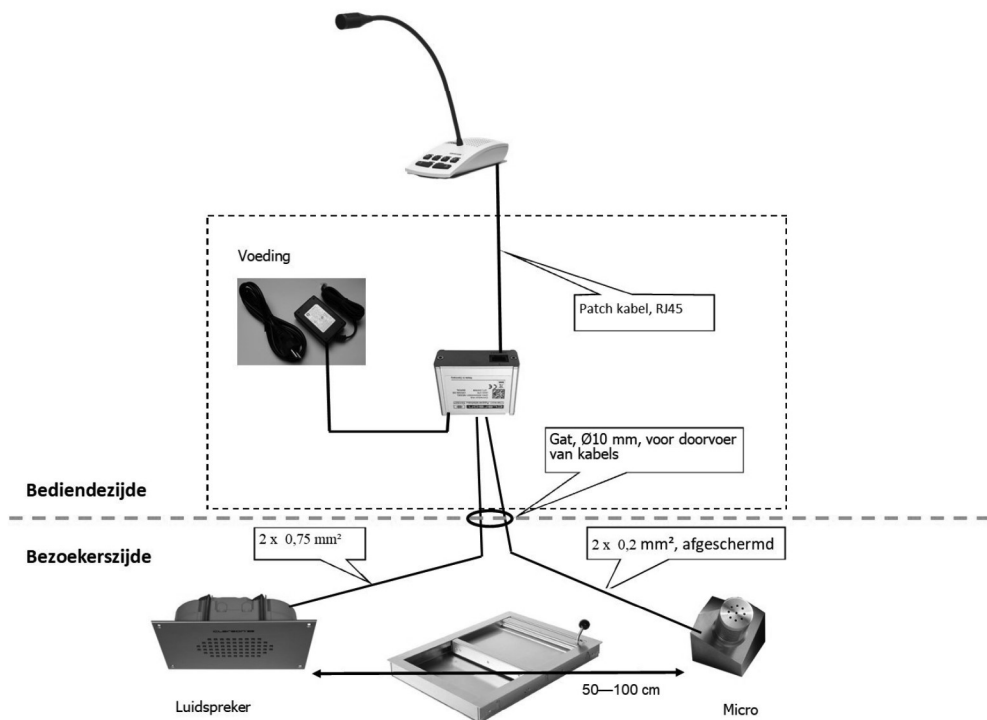 Voeding
Patch kabel, RJ45
Gat, Ø10 mm, voor doorvoer
van kabels
Bediendezijde
2 x 0,75 mm²
Bezoekerszijde
2 x 0,2 mm², afgeschermd
50—100 cm
Luidspreker
Micro